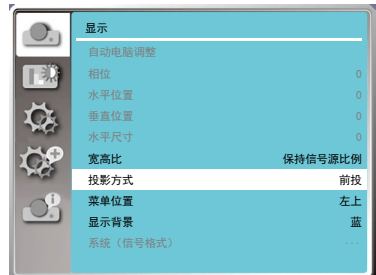 显示
自动电脑调整
相位 0
水平位置 0
垂直位置 0
水平尺寸 0
宽高比 保持信号源比例
投影方式 前投
菜单位置 左上
显示背景 蓝
系统（信号格式） ---